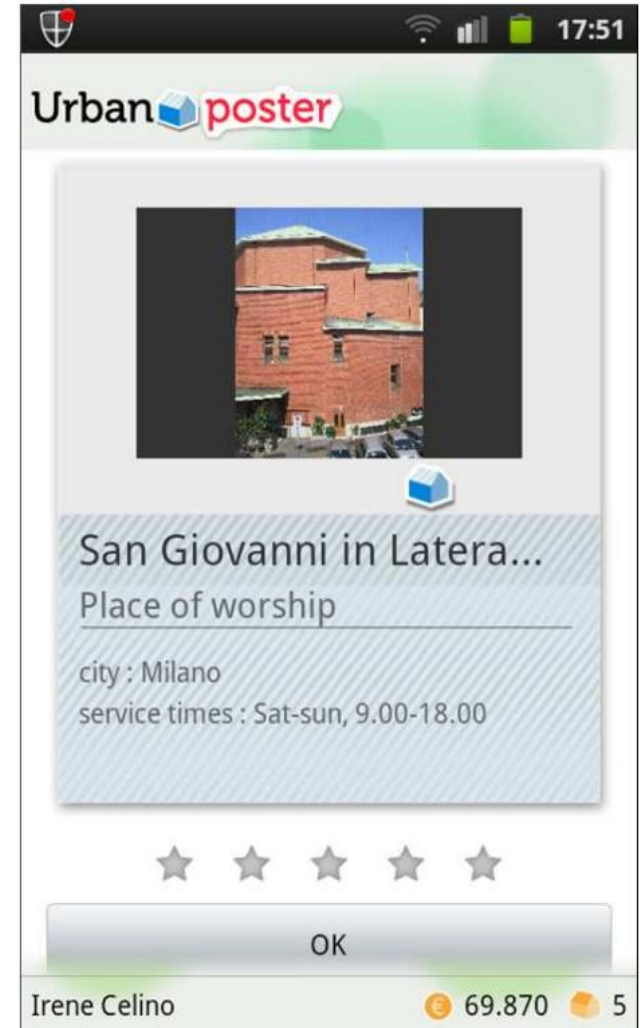 17:51
Urban poster
San Giovanni in Latera...
Place of worship
city : Milano
service times : Sat-sun, 9.00-18.00
OK
Irene Celino 69.870 5